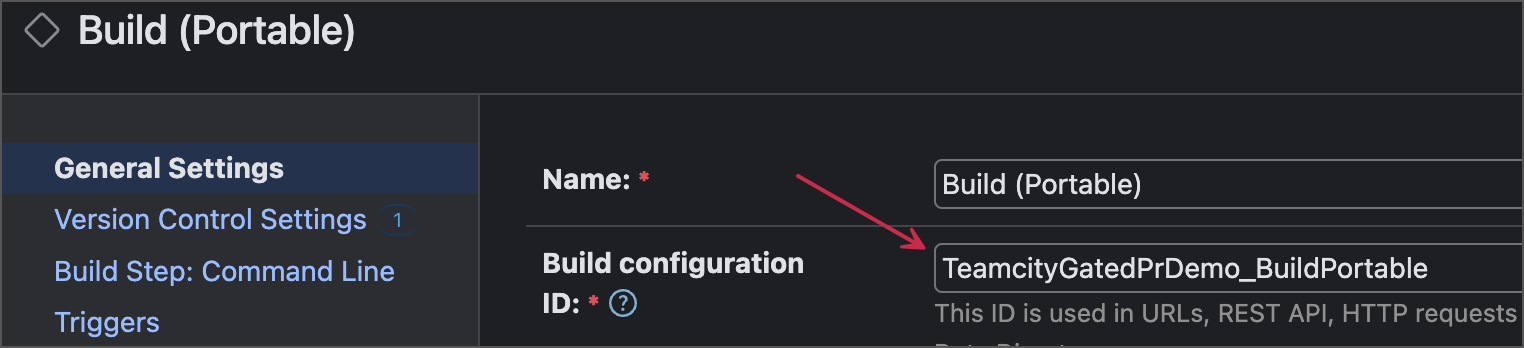 Build (Portable)
General Settings
Version Control Settings 1
Build Step: Command Line
Triggers
Name: *
Build (Portable)
Build configuration
ID: * ?
TeamcityGatedPrDemo_BuildPortable
This ID is used in URLs, REST API, HTTP requests